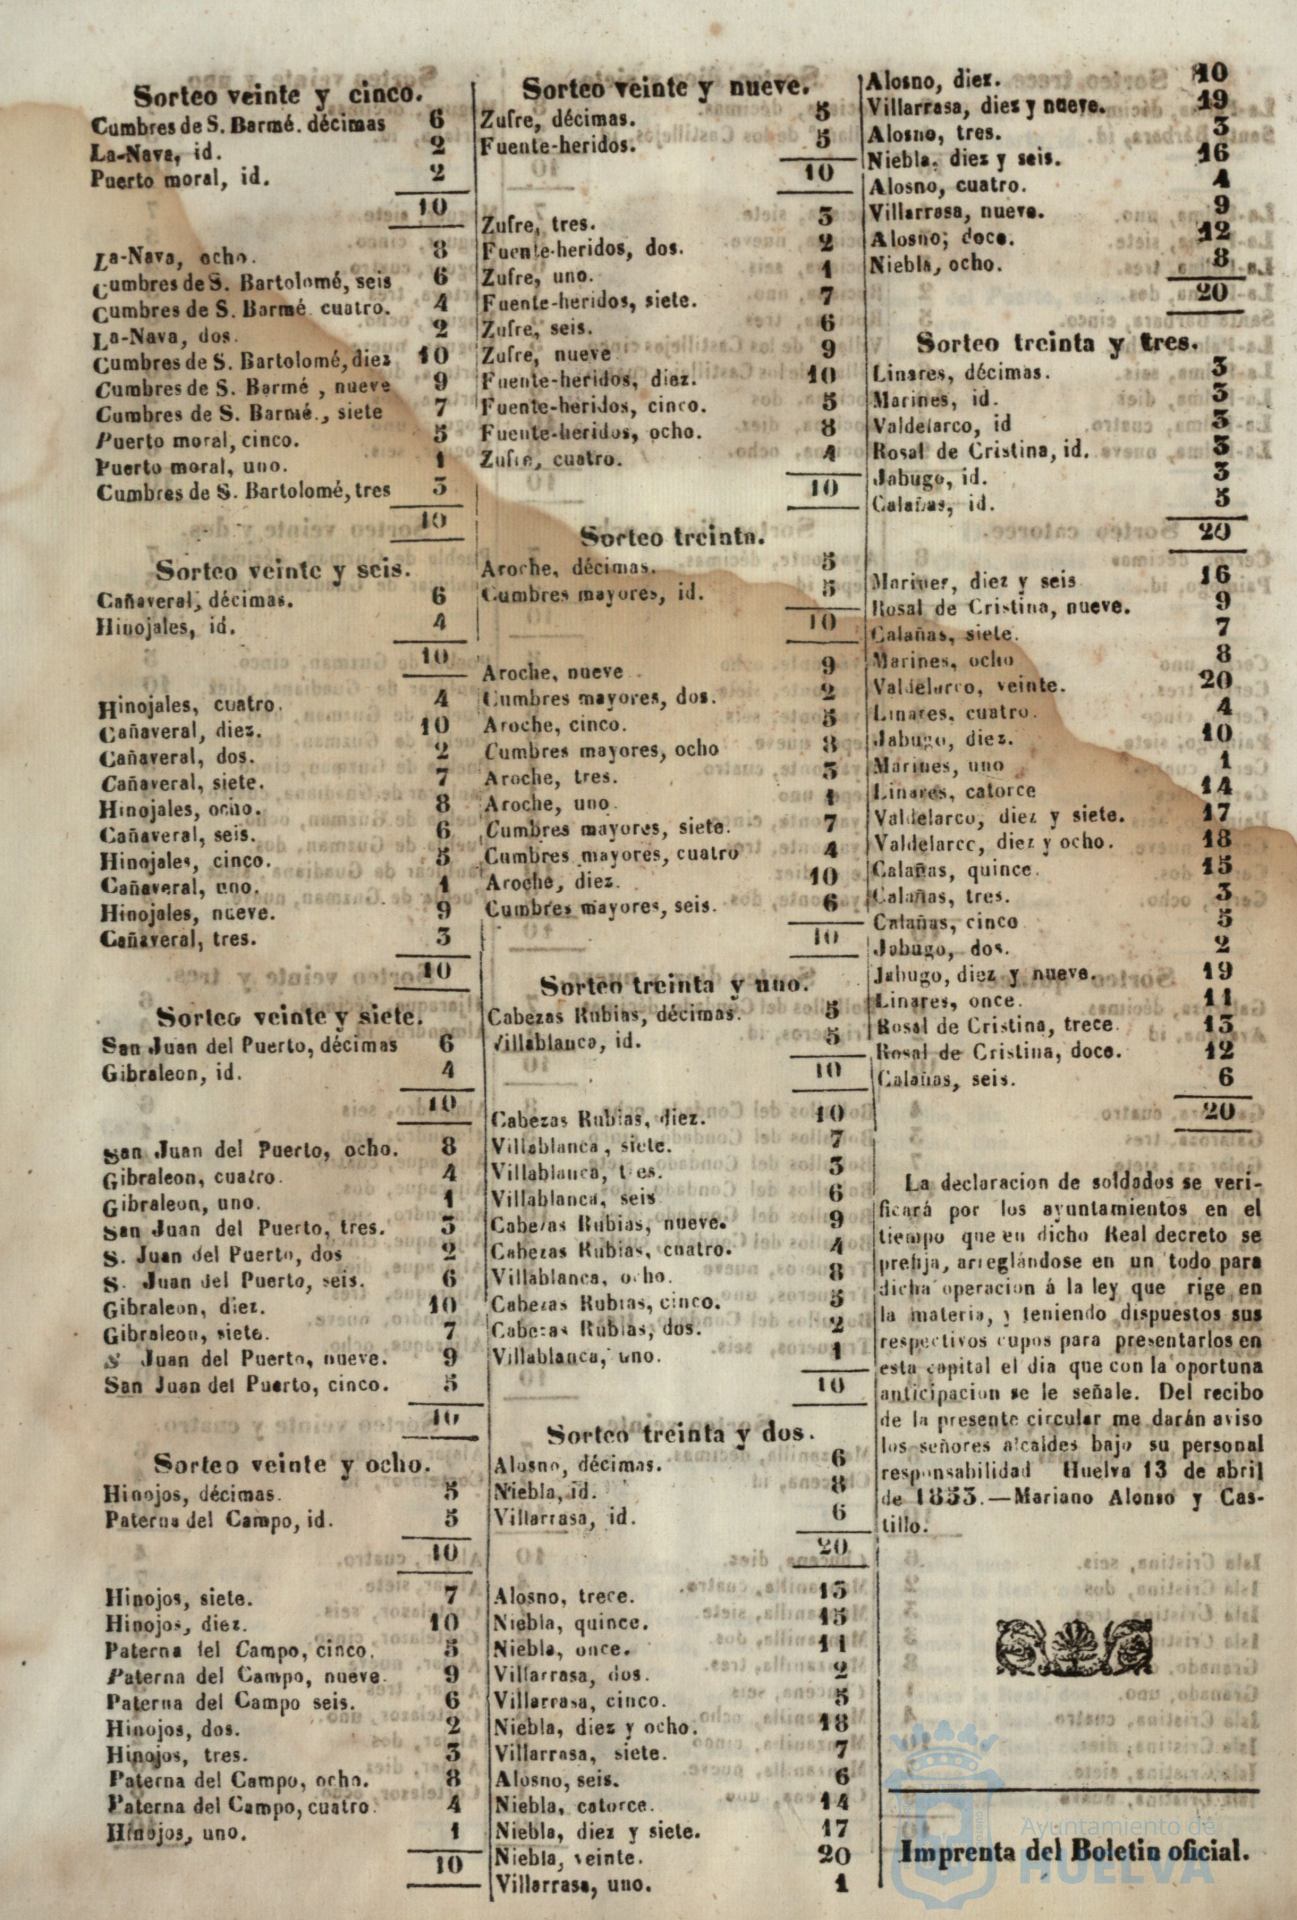 Sorteo veinte y cinco.
Cumbres de S. Barmé. décimas 6
La-Nava, id. 2
Puerto moral, id. 2
10
La-Nava, ocho. 8
Cumbres de S. Bartolomé, seis 6
Cumbres de S. Barmé cuatro. 4
La-Nava, dos. 2
Cumbres de S. Bartolomé, diez 10
Cumbres de S. Barmé , nueve 9
Cumbres de S. Barmé., siete 7
Puerto moral, cinco. 5
Puerto moral, uno. 1
Cumbres de S. Bartolomé, tres 3
10
Sorteo veinte y seis.
Cañaveral, décimas. 6
Hinojales, id. 4
10
Hinojales, cuatro. 4
Cañaveral, diez. 10
Cañaveral, dos. 2
Cañaveral, siete. 7
Hinojales, ocho. 8
Cañaveral, seis. 6
Hinojales, cinco. 5
Cañaveral, uno. 1
Hinojales, nueve. 9
Cañaveral, tres. 3
10
Sorteo veinte y siete.
San Juan del Puerto, décimas 6
Gibraleon, id. 4
10
San Juan del Puerto, ocho. 8
Gibraleon, cuatro. 4
Gibraleon, uno. 1
San Juan del Puerto, tres. 3
S. Juan del Puerto, dos 2
S. Juan del Puerto, seis. 6
Gibraleon, diez. 10
Gibraleon, siete. 7
S Juan del Puerto, nueve. 9
San Juan del Puerto, cinco. 5
10
Sorteo veinte y ocho.
Hinojos, décimas. 5
Paterna del Campo, id. 5
10
Hinojos, siete. 7
Hinojos, diez. 10
Paterna del Campo, cinco. 5
Paterna del Campo, nueve. 9
Paterna del Campo seis. 6
Hinojos, dos. 2
Hinojos, tres. 3
Paterna del Campo, ocho. 8
Paterna del Campo, cuatro. 4
Hinojos, uno. 1
10
Sorteo veinte y nueve.
Zufre, décimas. 5
Fuente-heridos. 5
10
Zufre, tres. 3
Fuente-heridos, dos. 2
Zufre, uno. 1
Fuente-heridos, siete. 7
Zufre, seis. 6
Zufre, nueve 9
Fuente-heridos, diez. 10
Fuente-heridos, cinco. 5
Fuente-heridos, ocho. 8
Zufre, cuatro. 4
10
Sorteo treinta.
Aroche, décimas. 5
Cumbres mayores, id. 5
10
Aroche, nueve 9
Cumbres mayores, dos. 2
Aroche, cinco. 5
Cumbres mayores, ocho 8
Aroche, tres. 3
Aroche, uno 1
Cumbres mayores, siete. 7
Cumbres mayores, cuatro 4
Aroche, diez. 10
Cumbres mayores, seis. 6
10
Sorteo treinta y uno.
Cabezas Rubias, décimas. 5
Villablanca, id. 5
10
Cabezas Rubias, diez. 10
Villablanca, siete. 7
Villablanca, tres. 3
Villablanca, seis 6
Cabezas Rubias, nueve. 9
Cabezas Rubias, cuatro. 4
Villablanca, ocho. 8
Cabezas Rubias, cinco. 5
Cabezas Rubias, dos. 2
Villablanca, uno. 1
10
Sorteo treinta y dos.
Alosno, décimas. 6
Niebla, id. 8
Villarrasa, id. 6
20
Alosno, trece. 13
Niebla, quince. 15
Niebla, once. 11
Villarrasa, dos. 2
Villarrasa, cinco. 5
Niebla, diez y ocho. 18
Villarrasa, siete. 7
Alosno, seis. 6
Niebla, catorce. 14
Niebla, diez y siete. 17
Niebla, veinte. 20
Villarrasa, uno. 1
Alosno, diez. 10
Villarrasa, diez y nueve. 19
Alosno, tres. 3
Niebla, diez y seis. 16
Alosno, cuatro. 4
Villarrasa, nueve. 9
Alosno; doce. 12
Niebla, ocho. 8
20
Sorteo treinta y tres.
Linares, décimas. 3
Marines, id. 3
Valdelarco, id 3
Rosal de Cristina, id. 3
Jabugo, id. 3
Calañas, id. 5
20
Marines, diez y seis 16
Rosal de Cristina, nueve. 9
Calañas, siete. 7
Marines, ocho 8
Valdelarco, veinte. 20
Linares, cuatro. 4
Jabugo, diez. 10
Marines, uno 1
Linares, catorce 14
Valdelarco, diez y siete. 17
Valdelarco, diez y ocho. 18
Calañas, quince. 15
Calañas, tres. 3
Calañas, cinco 5
Jabugo, dos. 2
Jabugo, diez y nueve. 19
Linares, once. 11
Rosal de Cristina, trece. 13
Rosal de Cristina, doce. 12
Calañas, seis. 6
20
La declaracion de soldados se veri-
ficará por los ayuntamientos en el
tiempo que en dicho Real decreto se
prefija, arreglándose en un todo para
dicha operacion á la ley que rige en
la materia, y teniendo dispuestos sus
respectivos cupos para presentarlos en
esta capital el dia que con la oportuna
anticipacion se le señale. Del recibo
de la presente circular me darán aviso
los señores alcaldes bajo su personal
responsabilidad Huelva 13 de abril
de 1853.—Mariano Alonso y Cas-
tillo.
Imprenta del Boletin oficial.
Ayuntamiento de
HUELVA